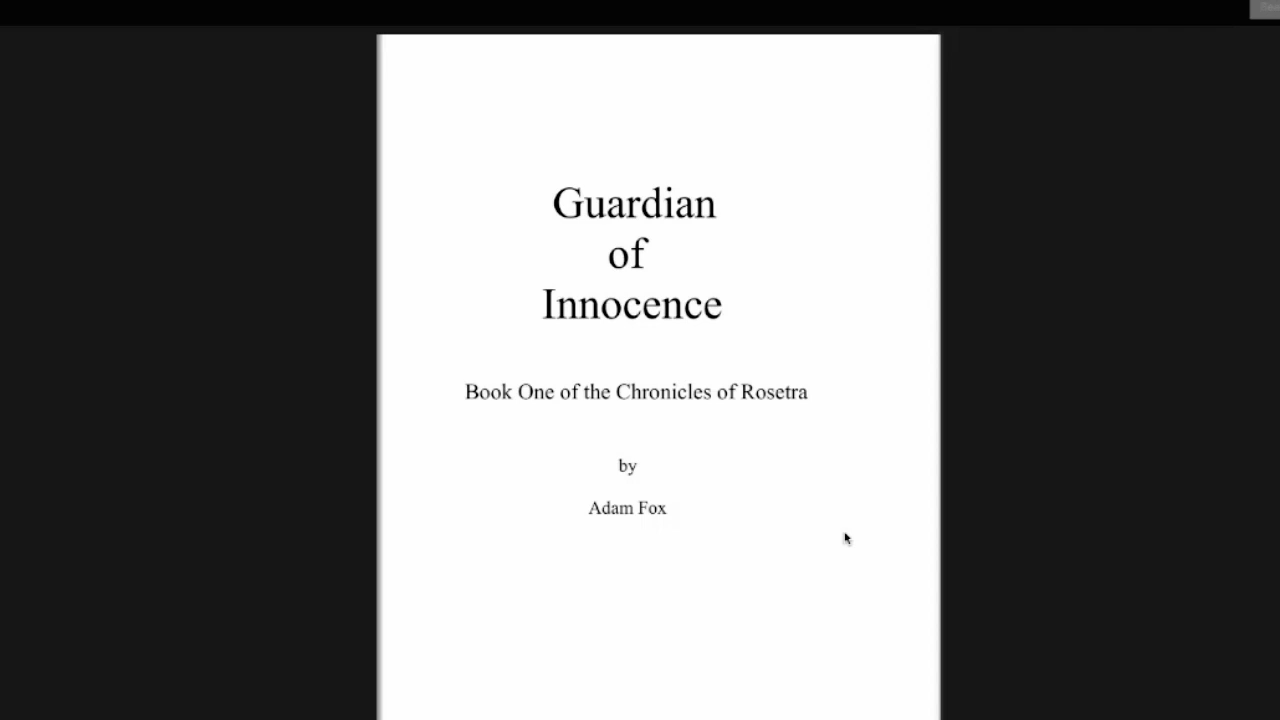 Guardian
of
Innocence
Book One of the Chronicles of Rosetra
by
Adam Fox